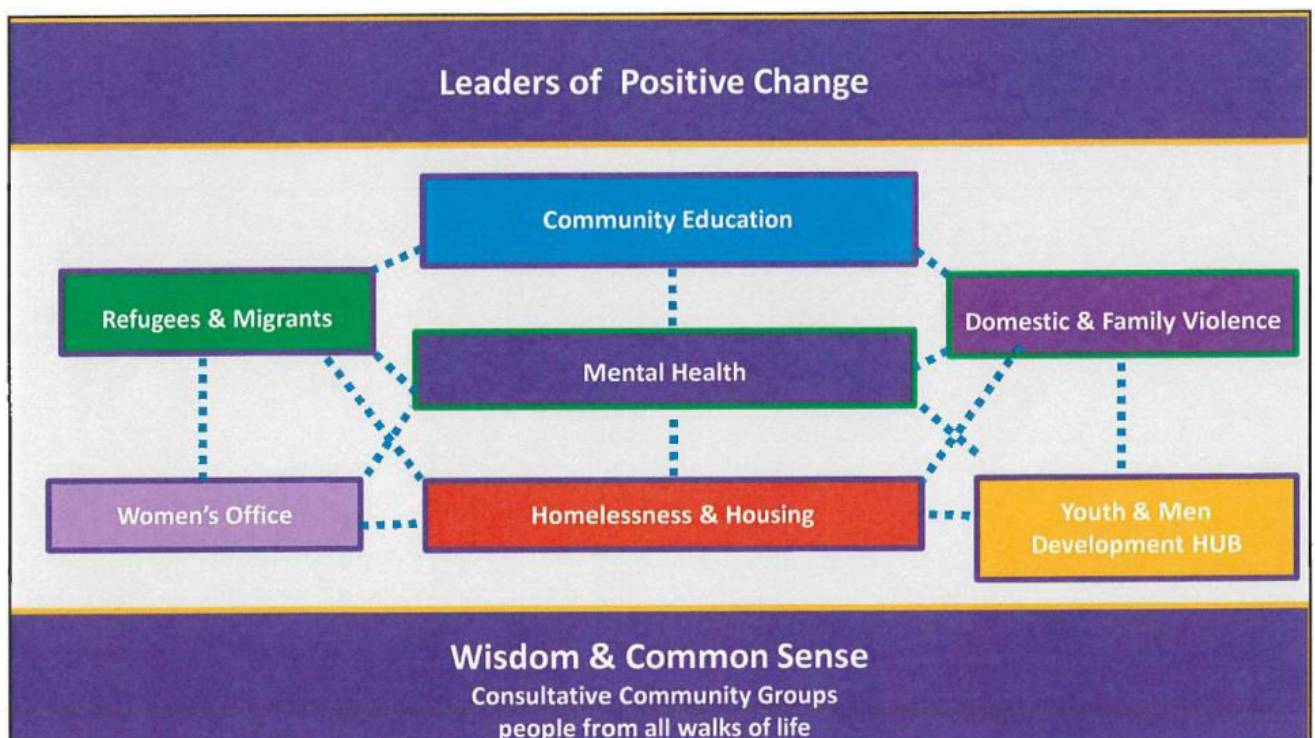 Leaders of Positive Change
Community Education
Refugees & Migrants
Domestic & Family Violence
Mental Health
Women's Office
Homelessness & Housing
Youth & Men
Development HUB
Wisdom & Common Sense
Consultative Community Groups
people from all walks of life